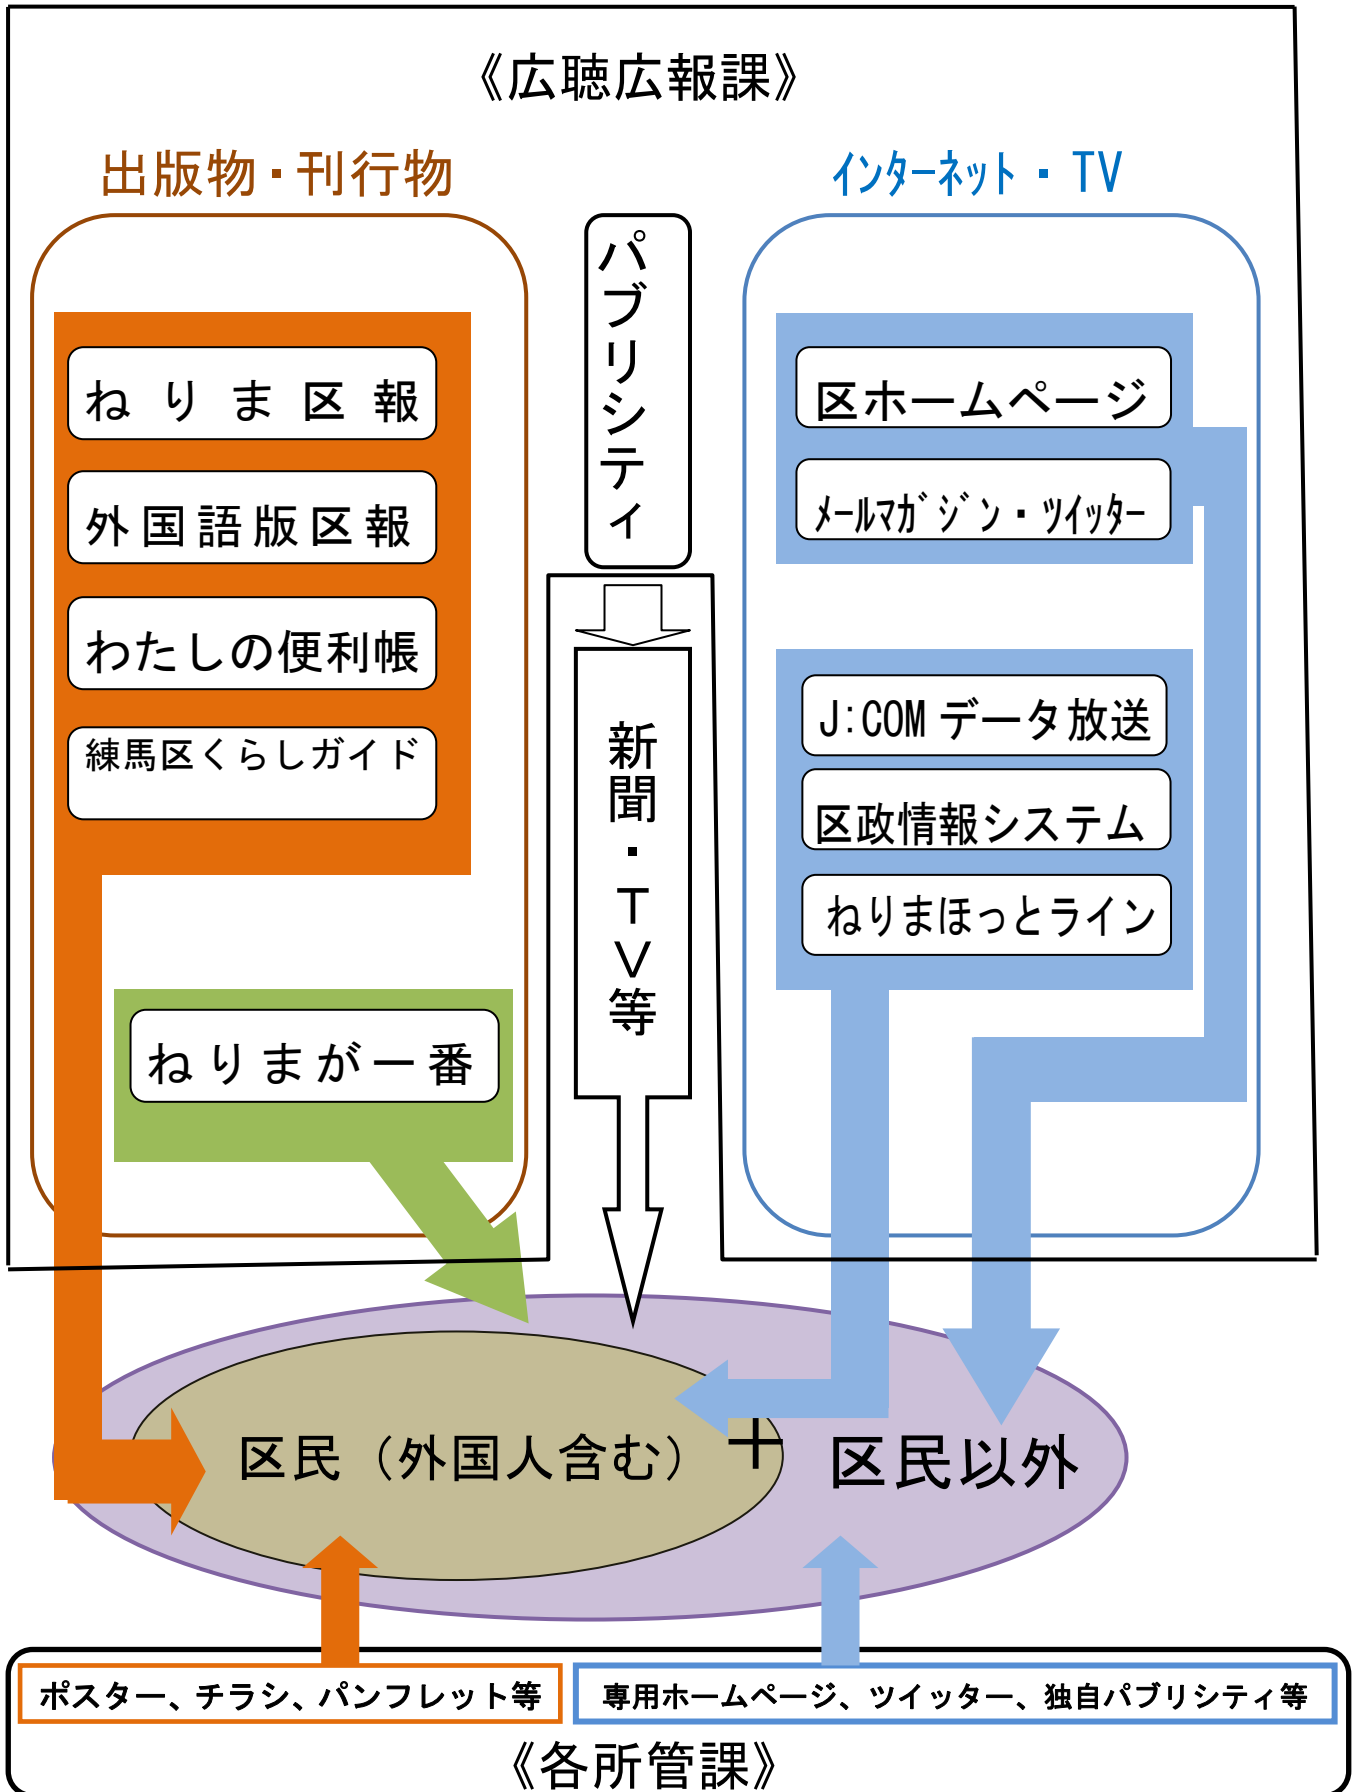 《広聴広報課》
出版物・刊行物
ねりま区報
外国語版区報
わたしの便利帳
練馬区くらしガイド
ねりまが一番
パブリシティ
新聞・TV等
ｲﾝﾀｰﾈｯﾄ・TV
区ホームページ
ﾒｰﾙﾏｶﾞｼﾞﾝ・ﾂｲｯﾀｰ
J:COMデータ放送
区政情報システム
ねりまほっとライン
区民（外国人含む）
＋
区民以外
ポスター、チラシ、パンフレット等
専用ホームページ、ツイッター、独自パブリシティ等
《各所管課》